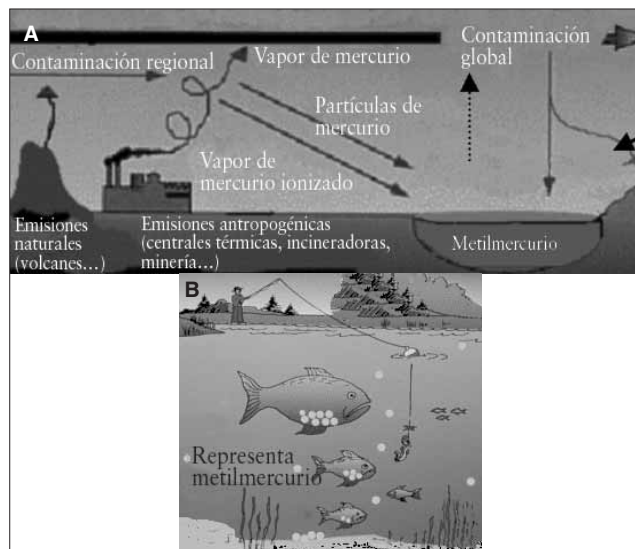 A
Contaminación regional
Vapor de mercurio
Contaminación
global
Partículas de
mercurio
Vapor de
mercurio ionizado
Emisiones
naturales
(volcanes...)
Emisiones antropogénicas
(centrales térmicas, incineradoras,
minería...)
Metilmercurio
B
Representa
metilmercurio